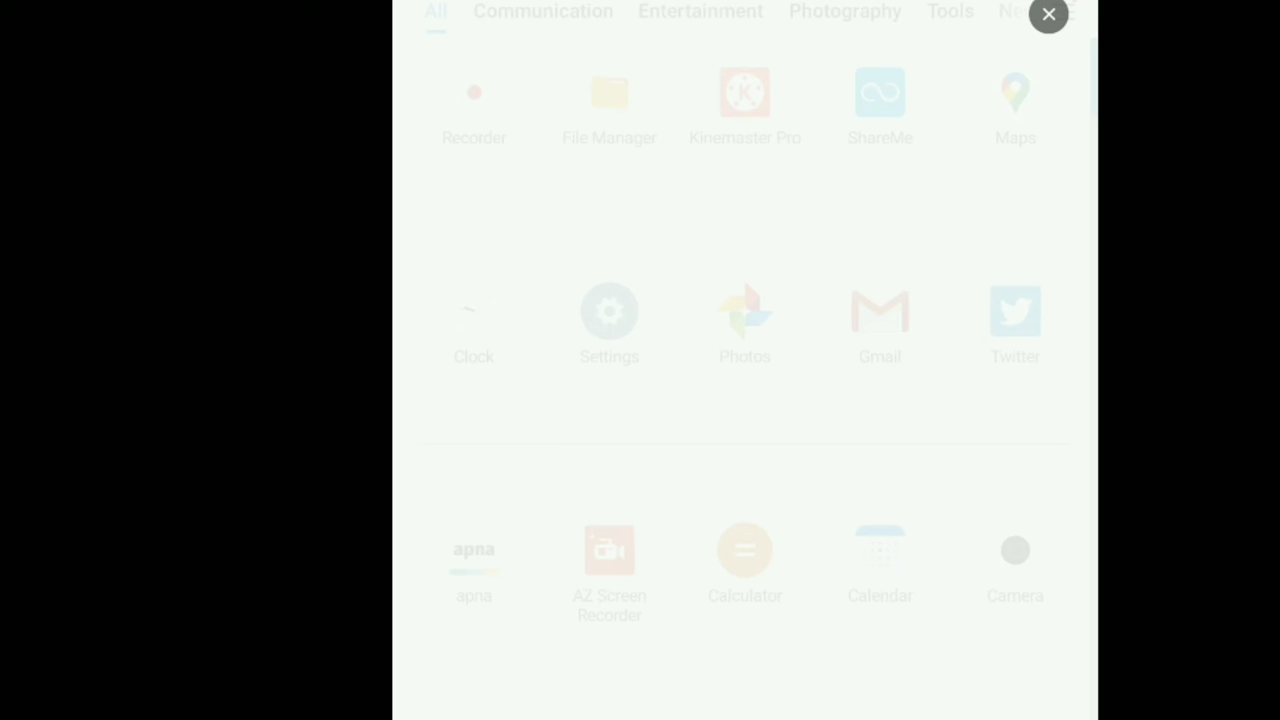 All Communication Entertainment Photography Tools Ne
Recorder File Manager Kinemaster Pro ShareMe Maps
Clock Settings Photos Gmail Twitter
apna
apna AZ Screen Calculator Calendar Camera
Recorder